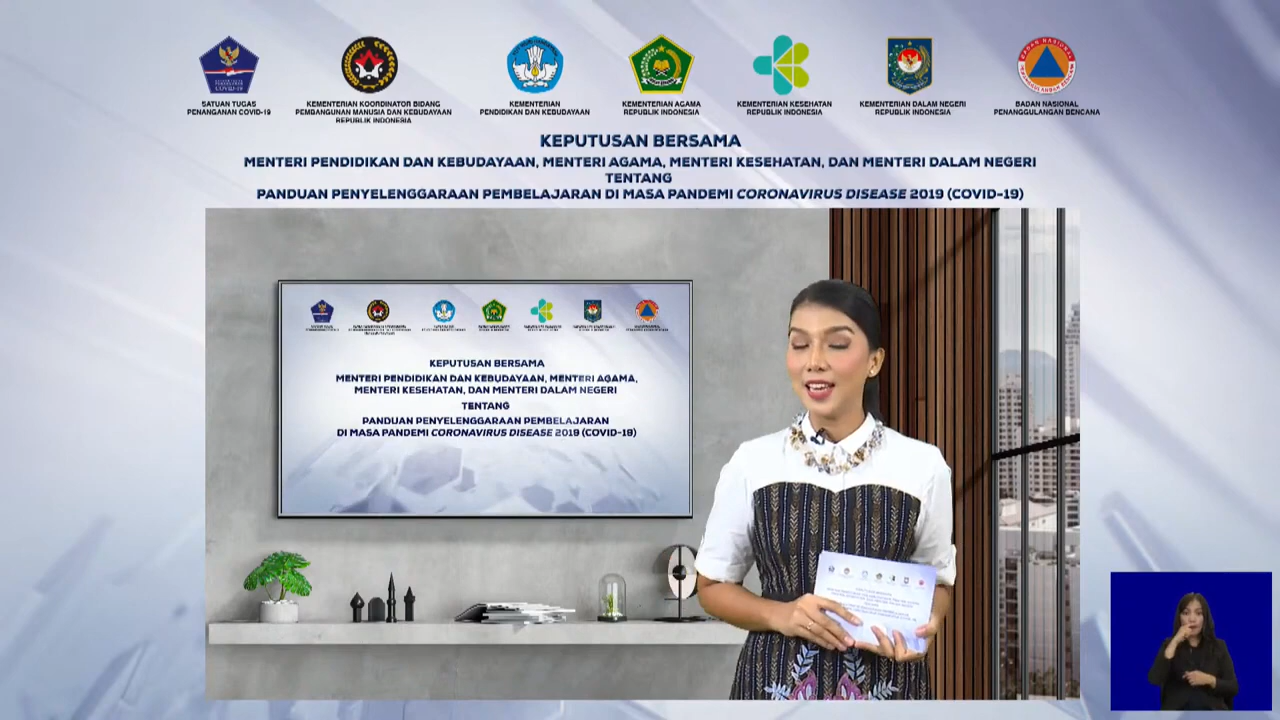 SATUAN TUGAS
PENANGANAN COVID-19
KEMENTERIAN KOORDINATOR BIDANG
PEMBANGUNAN MANUSIA DAN KEBUDAYAAN
REPUBLIK INDONESIA
KEMENTERIAN
PENDIDIKAN DAN KEBUDAYAAN
KEMENTERIAN AGAMA
REPUBLIK INDONESIA
KEMENTERIAN KESEHATAN
REPUBLIK INDONESIA
KEMENTERIAN DALAM NEGERI
REPUBLIK INDONESIA
BADAN NASIONAL
PENANGGULANGAN BENCANA
KEPUTUSAN BERSAMA
MENTERI PENDIDIKAN DAN KEBUDAYAAN, MENTERI AGAMA, MENTERI KESEHATAN, DAN MENTERI DALAM NEGERI
TENTANG
PANDUAN PENYELENGGARAAN PEMBELAJARAN DI MASA PANDEMI CORONAVIRUS DISEASE 2019 (COVID-19)
KEPUTUSAN BERSAMA
MENTERI PENDIDIKAN DAN KEBUDAYAAN, MENTERI AGAMA,
MENTERI KESEHATAN, DAN MENTERI DALAM NEGERI
TENTANG
PANDUAN PENYELENGGARAAN PEMBELAJARAN
DI MASA PANDEMI CORONAVIRUS DISEASE 2019 (COVID-19)